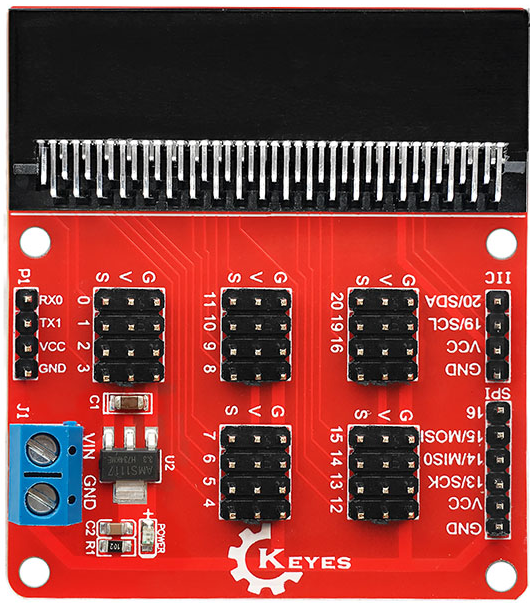 P1
RX0
TX1
VCC
GND
S V G
0
1
2
3
S V G
11
10
9
8
S V G
20
19
16
IIC
20/SDA
19/SCL
VCC
GND
C1
J1
VIN
GND
AMS1117
U2
S V G
7
6
5
4
S V G
15
14
13
12
SPI
16
15/MOSI
14/MISO
13/SCK
VCC
GND
C2
R1
102
+
POWER
KEYES